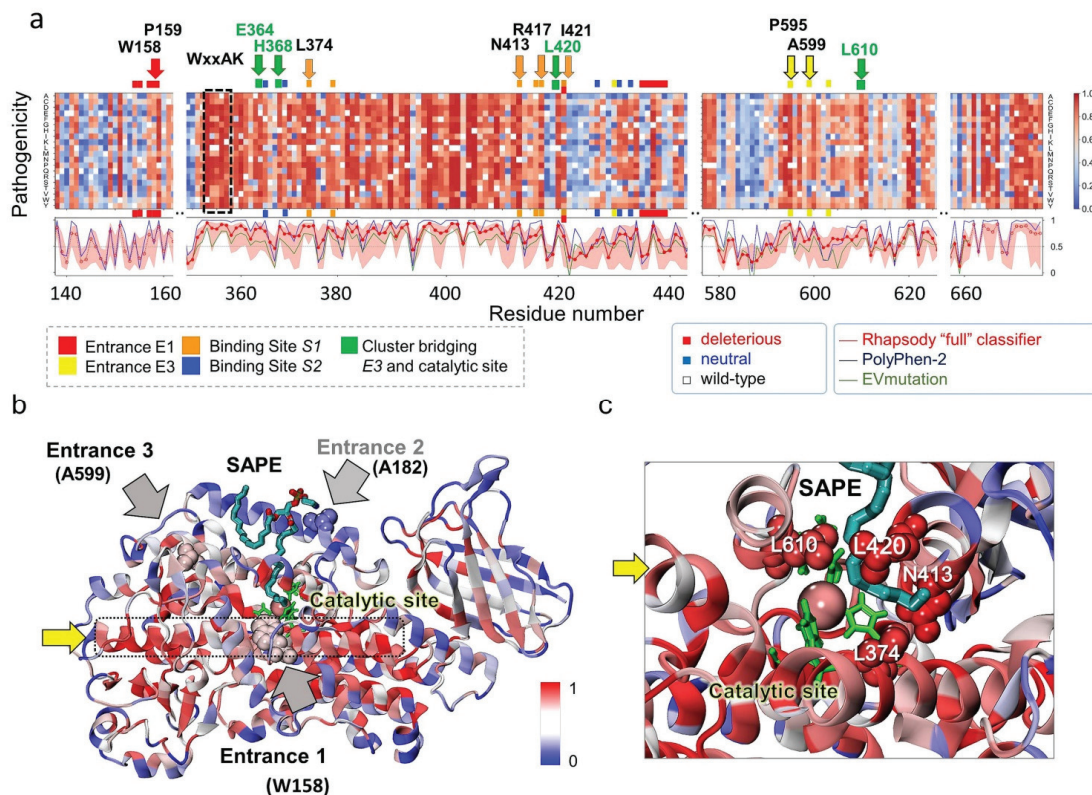 a
P159
W158
WxxAK
E364
H368
L374
R417
I421
N413
L420
P595
A599
L610
Pathogenicity
A
C
D
E
F
G
H
I
K
L
M
N
P
Q
R
S
T
V
W
Y
A
C
D
E
F
G
H
I
K
L
M
N
P
Q
R
S
T
V
W
Y
1.0
0.8
0.6
0.4
0.2
0.0
1
0.5
0
140 160 360 380 400 420 440 580 600 620 660
Residue number
Entrance E1
Entrance E3
Binding Site S1
Binding Site S2
Cluster bridging
E3 and catalytic site
deleterious
neutral
wild-type
Rhapsody "full" classifier
PolyPhen-2
EVmutation
b
Entrance 3
(A599)
SAPE
Entrance 2
(A182)
Catalytic site
Entrance 1
(W158)
1
0
c
SAPE
L610
L420
N413
L374
Catalytic site